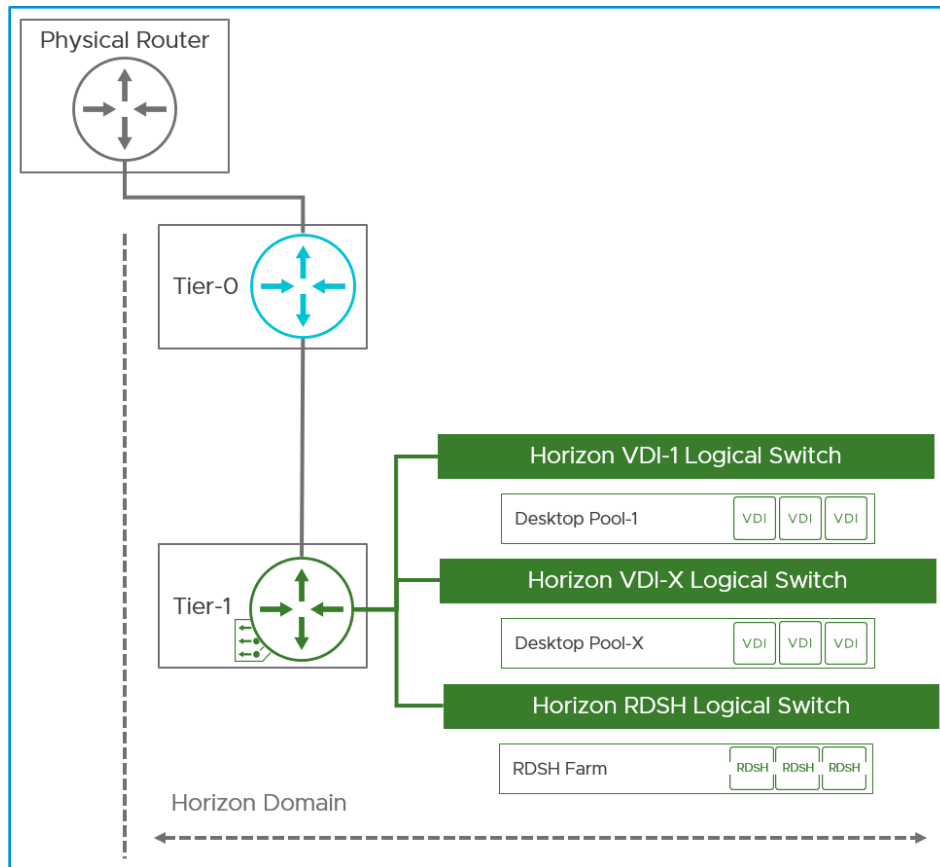 Physical Router
Tier-0
Horizon VDI-1 Logical Switch
Desktop Pool-1 VDI VDI VDI
Horizon VDI-X Logical Switch
Tier-1
Desktop Pool-X VDI VDI VDI
Horizon RDSH Logical Switch
RDSH Farm RDSH RDSH RDSH
Horizon Domain